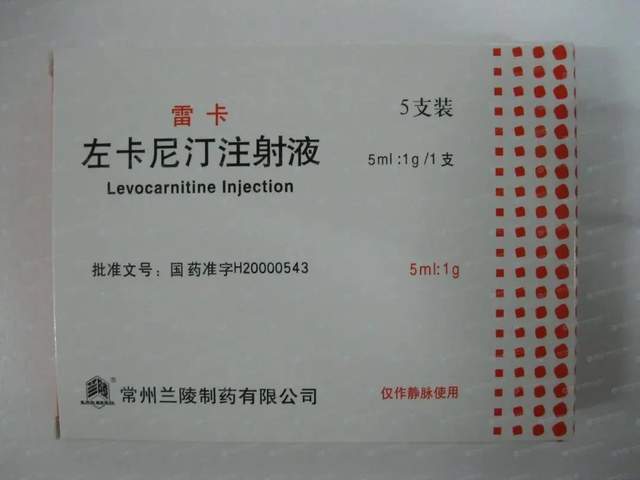 雷卡
5支装
左卡尼汀注射液
5ml:1g/1支
Levocarnitine Injection
批准文号：国药准字H20000543
5ml:1g
兰陵®
常州兰陵制药有限公司
仅作静脉使用